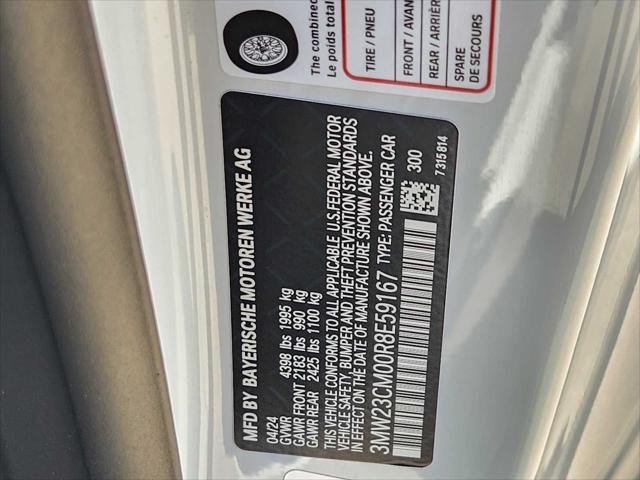 The combined
Le poids total
TIRE / PNEU
FRONT / AVAN
REAR / ARRIÈR
SPARE
DE SECOURS
MFD BY BAYERISCHE MOTOREN WERKE AG
04/24
GVWR 4398 lbs 1995 kg
GAWR FRONT 2183 lbs 990 kg
GAWR REAR 2425 lbs 1100 kg
THIS VEHICLE CONFORMS TO ALL APPLICABLE U.S. FEDERAL MOTOR
VEHICLE SAFETY, BUMPER AND THEFT PREVENTION STANDARDS
IN EFFECT ON THE DATE OF MANUFACTURE SHOWN ABOVE.
3MW23CM00R8E59167 TYPE: PASSENGER CAR
300
7315814